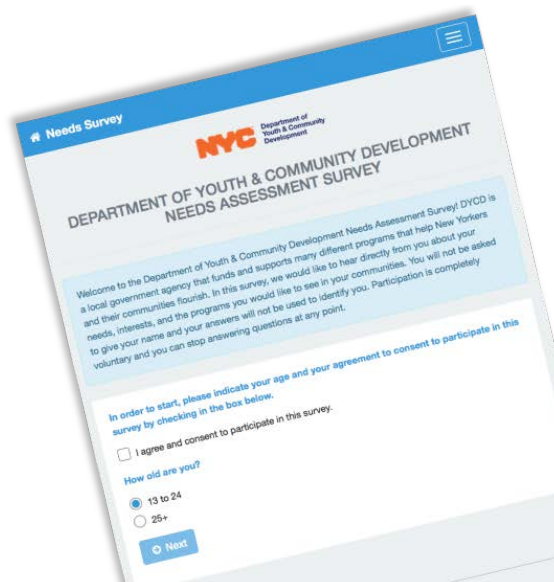 Needs Survey
NYC
Department of
Youth & Community
Development
DEPARTMENT OF YOUTH & COMMUNITY DEVELOPMENT
NEEDS ASSESSMENT SURVEY
Welcome to the Department of Youth & Community Development Needs Assessment Survey! DYCD is
a local government agency that funds and supports many different programs that help New Yorkers
and their communities flourish. In this survey, we would like to hear directly from you about your
needs, interests, and the programs you would like to see in your communities. You will not be asked
to give your name and your answers will not be used to identify you. Participation is completely
voluntary and you can stop answering questions at any point.
In order to start, please indicate your age and your agreement to consent to participate in this
survey by checking in the box below.
I agree and consent to participate in this survey.
How old are you?
13 to 24
25+
Next